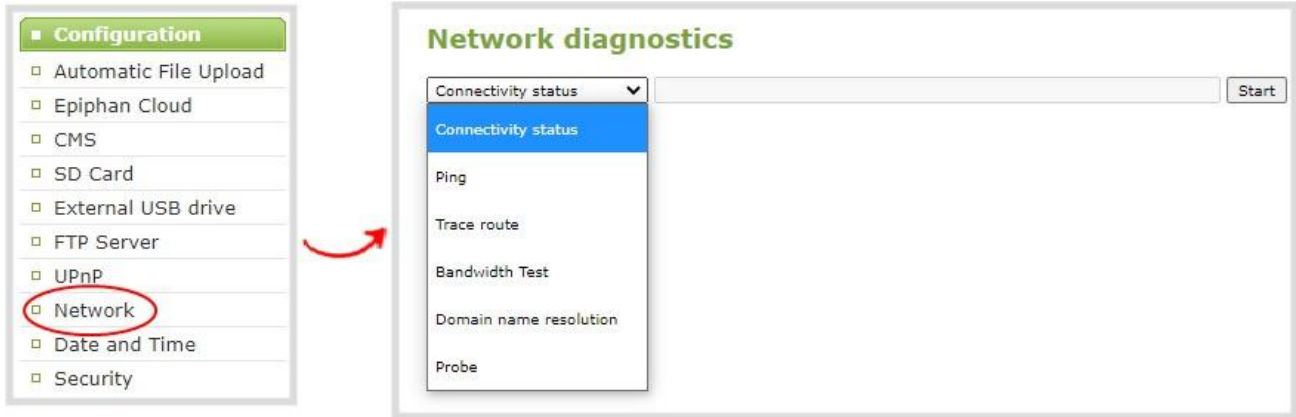 Configuration
Automatic File Upload
Epiphan Cloud
CMS
SD Card
External USB drive
FTP Server
UPnP
Network
Date and Time
Security
Network diagnostics
Connectivity status
Start
Connectivity status
Ping
Trace route
Bandwidth Test
Domain name resolution
Probe